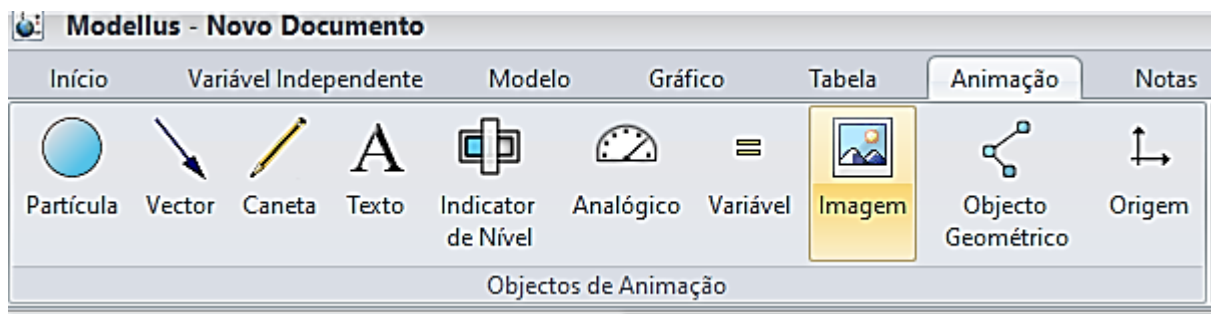 Modellus - Novo Documento
Início Variável Independente Modelo Gráfico Tabela Animação Notas
Partícula Vector Caneta Texto Indicator de Nível Analógico Variável Imagem Objecto Geométrico Origem
Objectos de Animação